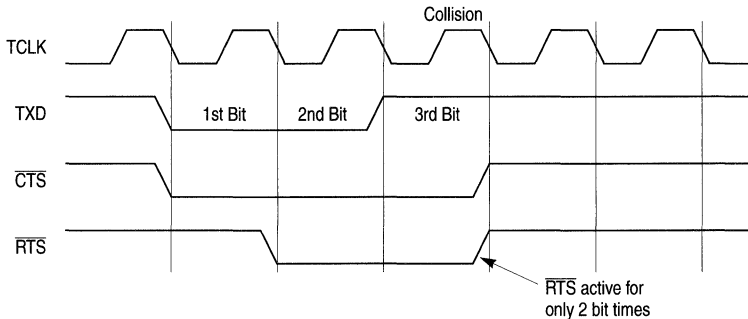 Collision
TCLK
TXD
1st Bit
2nd Bit
3rd Bit
CTS
RTS
RTS active for
only 2 bit times